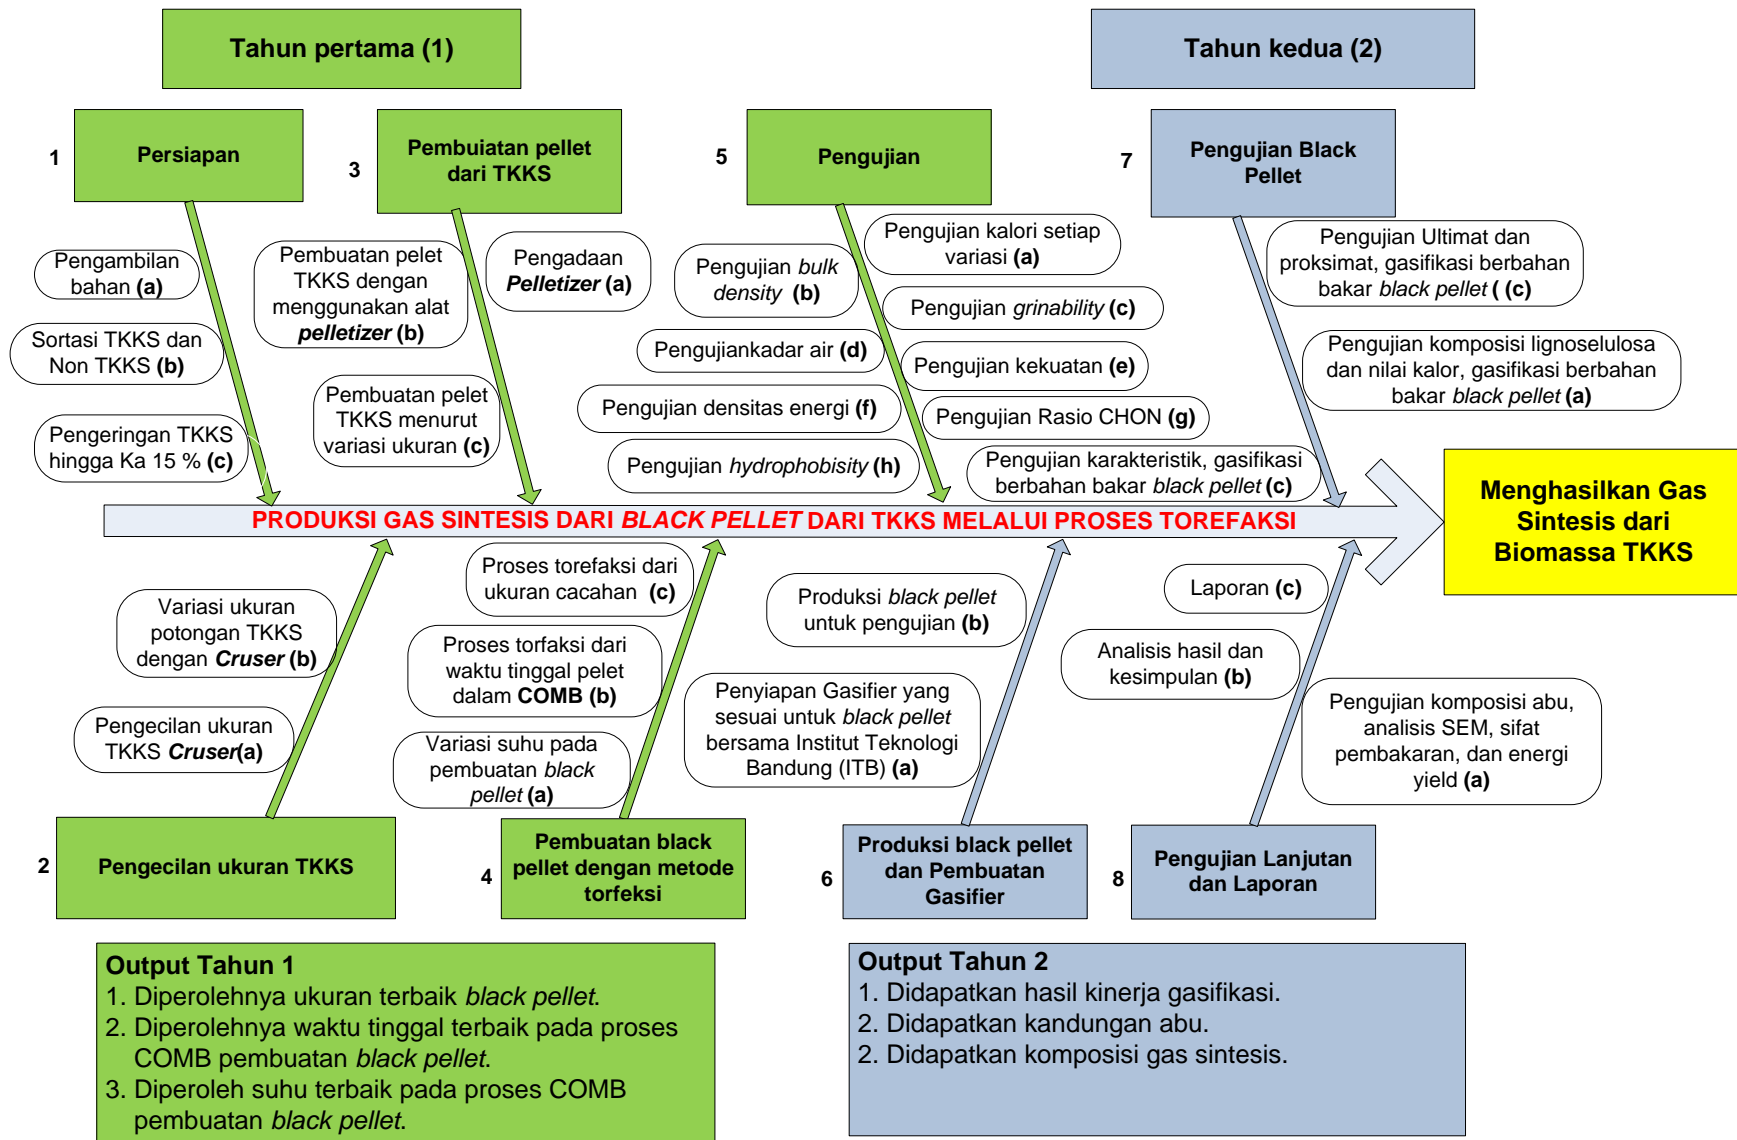 Tahun pertama (1)
Tahun kedua (2)
1
Persiapan
3
Pembuiatan pellet
dari TKKS
5
Pengujian
7
Pengujian Black
Pellet
Pengambilan
bahan (a)
Sortasi TKKS dan
Non TKKS (b)
Pengeringan TKKS
hingga Ka 15 % (c)
Pembuatan pelet
TKKS dengan
menggunakan alat
pelletizer (b)
Pengadaan
Pelletizer (a)
Pembuatan pelet
TKKS menurut
variasi ukuran (c)
Pengujian kalori setiap
variasi (a)
Pengujian bulk
density (b)
Pengujian grinability (c)
Pengujiankadar air (d)
Pengujian kekuatan (e)
Pengujian densitas energi (f)
Pengujian Rasio CHON (g)
Pengujian hydrophobisity (h)
Pengujian karakteristik, gasifikasi
berbahan bakar black pellet (c)
Pengujian Ultimat dan
proksimat, gasifikasi berbahan
bakar black pellet ( (c)
Pengujian komposisi lignoselulosa
dan nilai kalor, gasifikasi berbahan
bakar black pellet (a)
PRODUKSI GAS SINTESIS DARI BLACK PELLET DARI TKKS MELALUI PROSES TOREFAKSI
Menghasilkan Gas
Sintesis dari
Biomassa TKKS
Variasi ukuran
potongan TKKS
dengan Cruser (b)
Pengecilan ukuran
TKKS Cruser(a)
Proses torefaksi dari
ukuran cacahan (c)
Proses torfaksi dari
waktu tinggal pelet
dalam COMB (b)
Variasi suhu pada
pembuatan black
pellet (a)
Produksi black pellet
untuk pengujian (b)
Penyiapan Gasifier yang
sesuai untuk black pellet
bersama Institut Teknologi
Bandung (ITB) (a)
Laporan (c)
Analisis hasil dan
kesimpulan (b)
Pengujian komposisi abu,
analisis SEM, sifat
pembakaran, dan energi
yield (a)
2
Pengecilan ukuran TKKS
4
Pembuatan black
pellet dengan metode
torfeksi
6
Produksi black pellet
dan Pembuatan
Gasifier
8
Pengujian Lanjutan
dan Laporan
Output Tahun 1
1. Diperolehnya ukuran terbaik black pellet.
2. Diperolehnya waktu tinggal terbaik pada proses
COMB pembuatan black pellet.
3. Diperoleh suhu terbaik pada proses COMB
pembuatan black pellet.
Output Tahun 2
1. Didapatkan hasil kinerja gasifikasi.
2. Didapatkan kandungan abu.
2. Didapatkan komposisi gas sintesis.